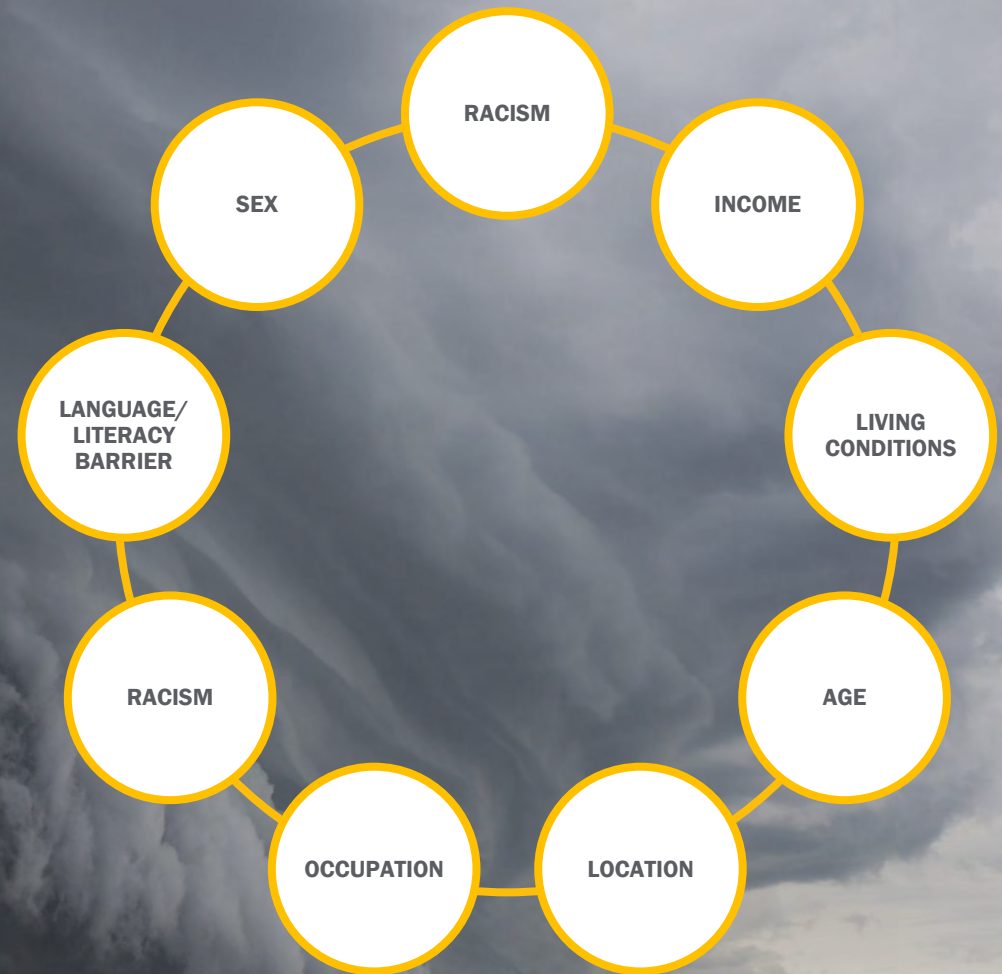 RACISM
INCOME
LIVING
CONDITIONS
AGE
LOCATION
OCCUPATION
RACISM
LANGUAGE/
LITERACY
BARRIER
SEX